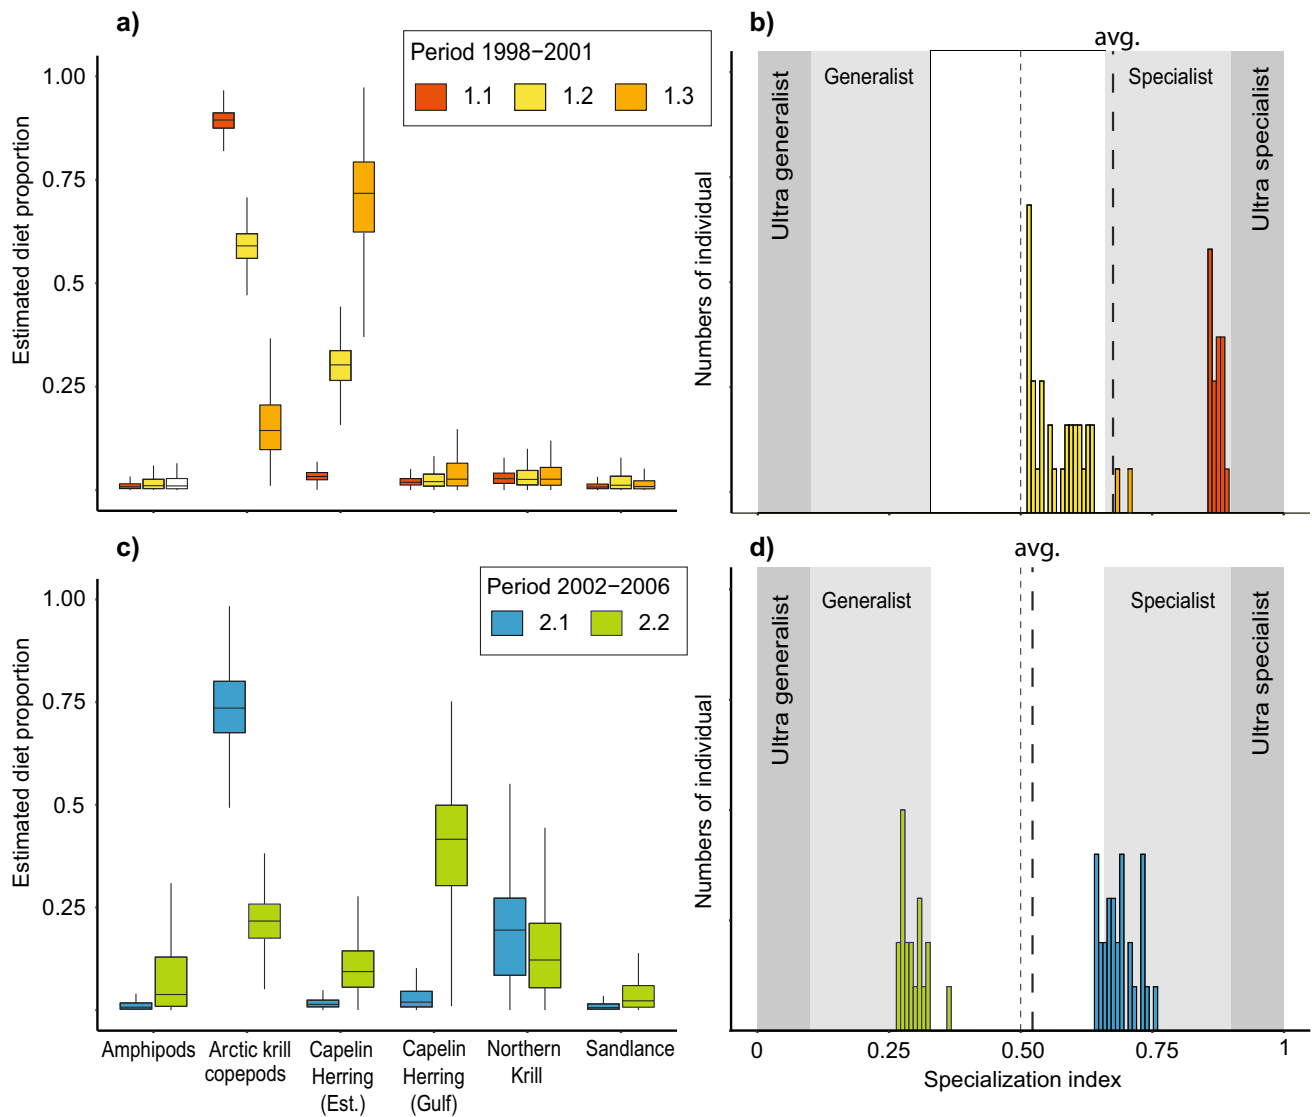 a)
Period 1998−2001
1.1 1.2 1.3
Estimated diet proportion
1.00
0.75
0.5
0.25
b)
avg.
Ultra generalist
Generalist
Specialist
Ultra specialist
Numbers of individual
c)
Period 2002−2006
2.1 2.2
Estimated diet proportion
1.00
0.75
0.5
0.25
Amphipods
Arctic krill
copepods
Capelin
Herring
(Est.)
Capelin
Herring
(Gulf)
Northern
Krill
Sandlance
d)
avg.
Ultra generalist
Generalist
Specialist
Ultra specialist
Numbers of individual
0 0.25 0.50 0.75 1
Specialization index